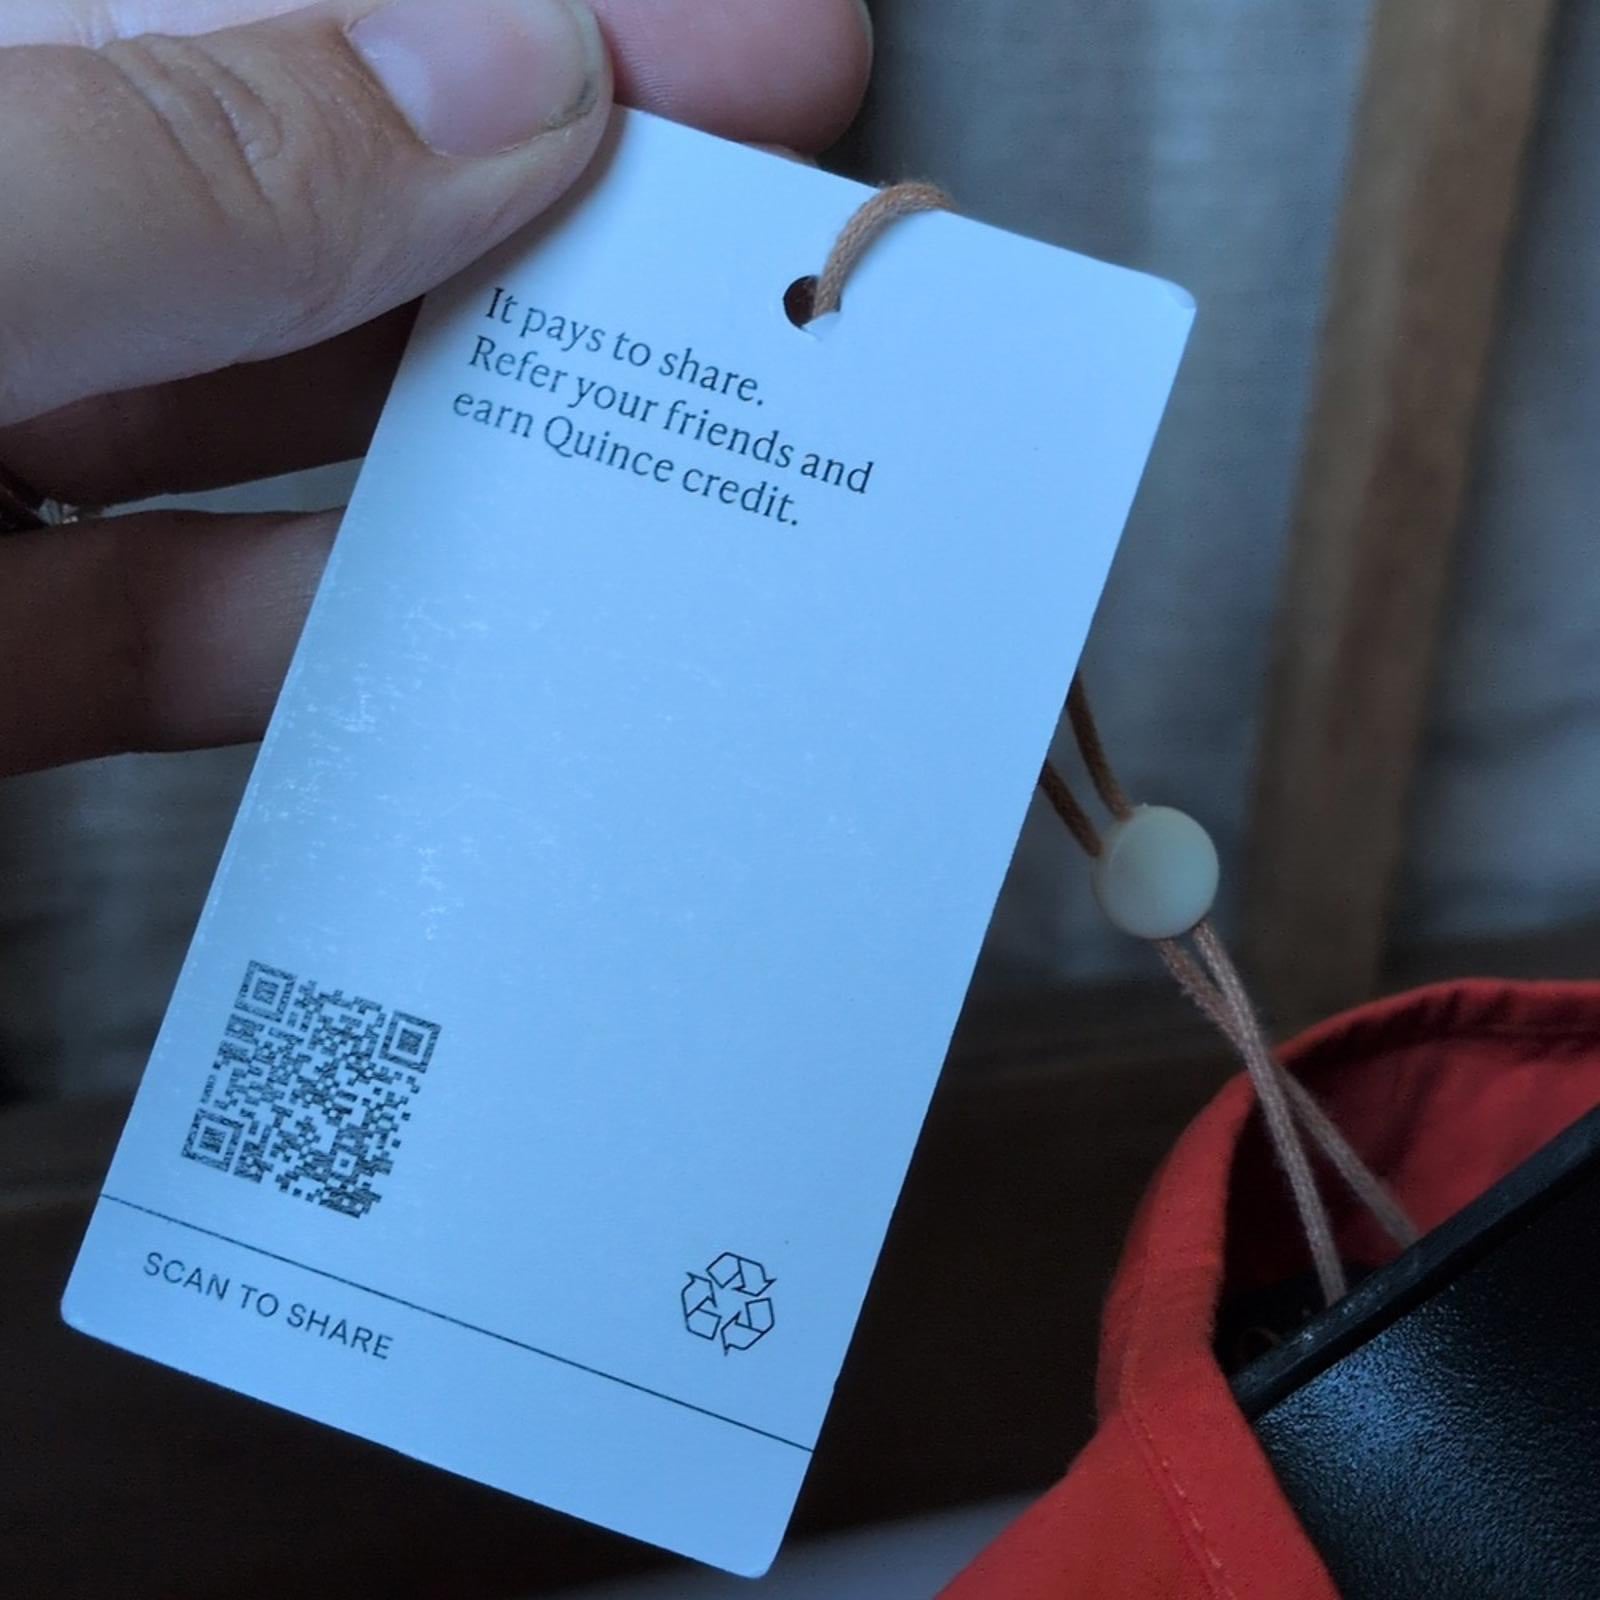 It pays to share.
Refer your friends and
earn Quince credit.
SCAN TO SHARE